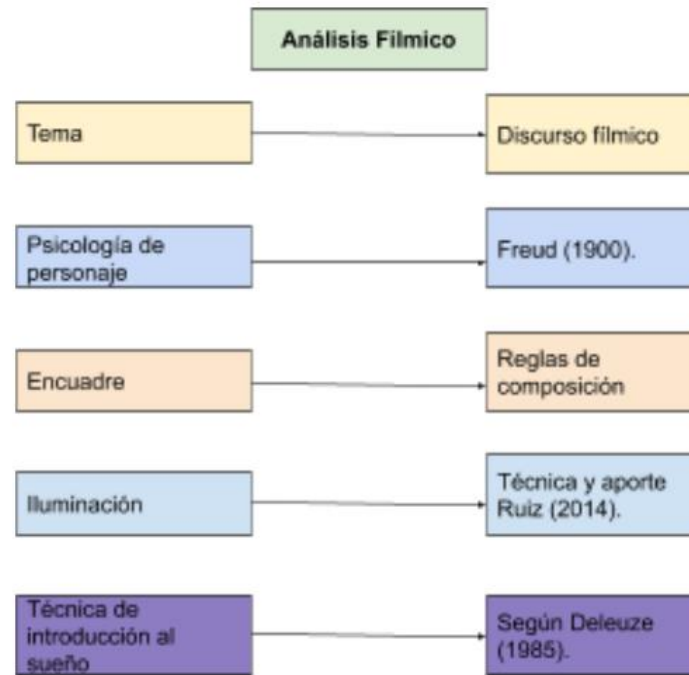 Análisis Fílmico
Tema
Discurso fílmico
Psicología de
personaje
Freud (1900).
Encuadre
Reglas de
composición
Iluminación
Técnica y aporte
Ruiz (2014).
Técnica de
introducción al
sueño
Según Deleuze
(1985).